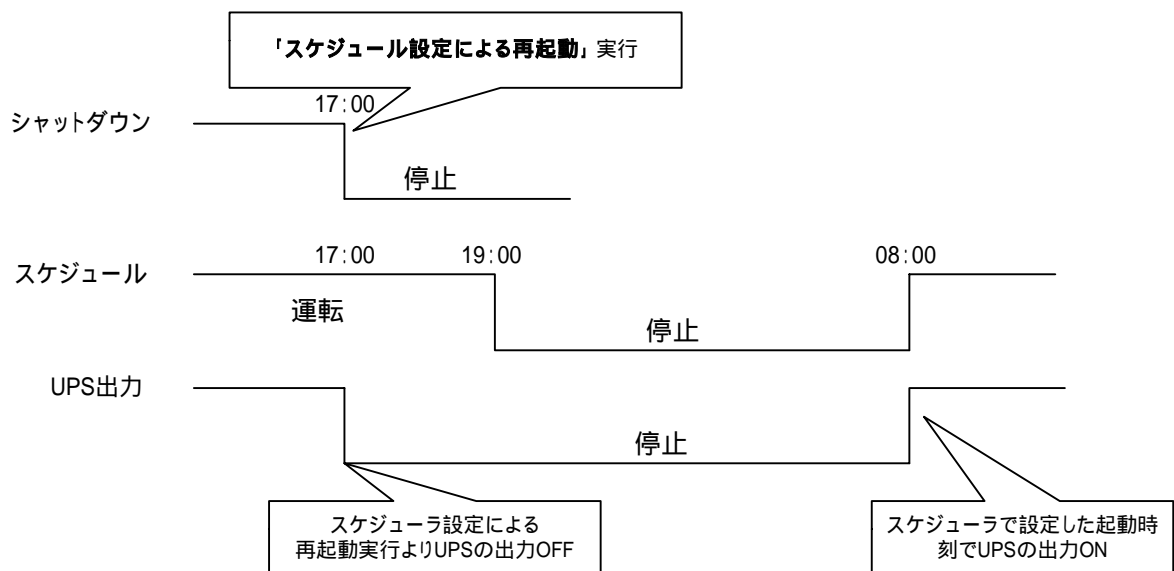 「スケジュール設定による再起動」実行
17:00
シャットダウン
停止
17:00
19:00
08:00
スケジュール
運転
停止
UPS出力
停止
スケジューラ設定による
再起動実行よりUPSの出力OFF
スケジューラで設定した起動時
刻でUPSの出力ON